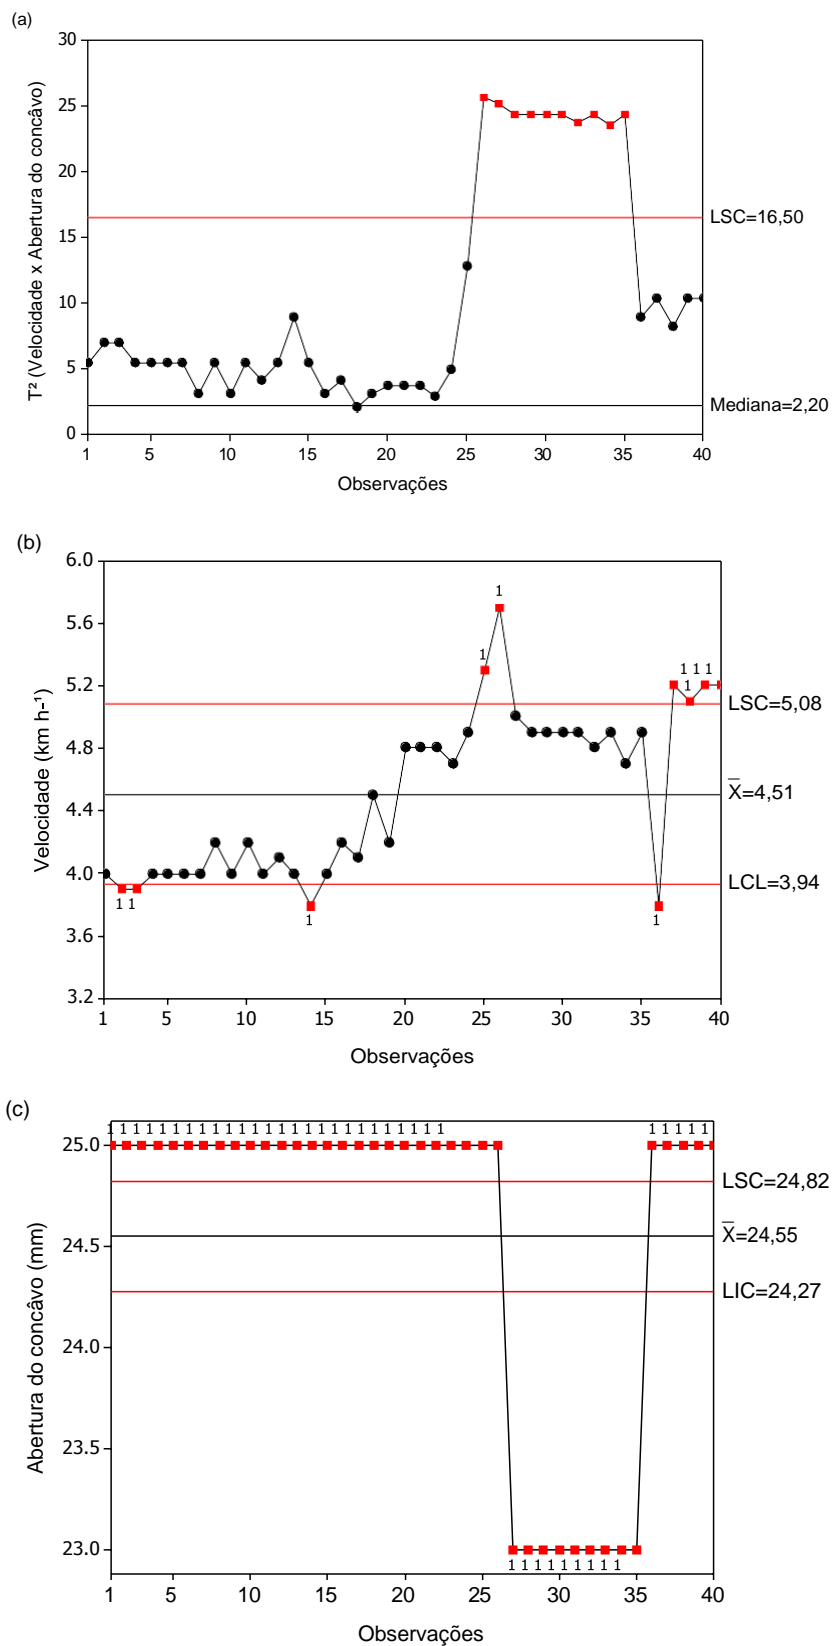 (a)
T² (Velocidade x Abertura do concâvo)
30
25
20
15
10
5
0
LSC=16,50
Mediana=2,20
1 5 10 15 20 25 30 35 40
Observações
(b)
Velocidade (km h-¹)
6.0
5.6
5.2
4.8
4.4
4.0
3.6
3.2
1
1
1 1 1
1
1 1
1
1
LSC=5,08
X̅=4,51
LCL=3,94
1 5 10 15 20 25 30 35 40
Observações
(c)
Abertura do concâvo (mm)
25.0
24.5
24.0
23.5
23.0
1 1 1 1 1 1 1 1 1 1 1 1 1 1 1 1 1 1 1 1 1 1 1 1 1 1
1 1 1 1 1
LSC=24,82
X̅=24,55
LIC=24,27
1 1 1 1 1 1 1 1 1
1 5 10 15 20 25 30 35 40
Observações